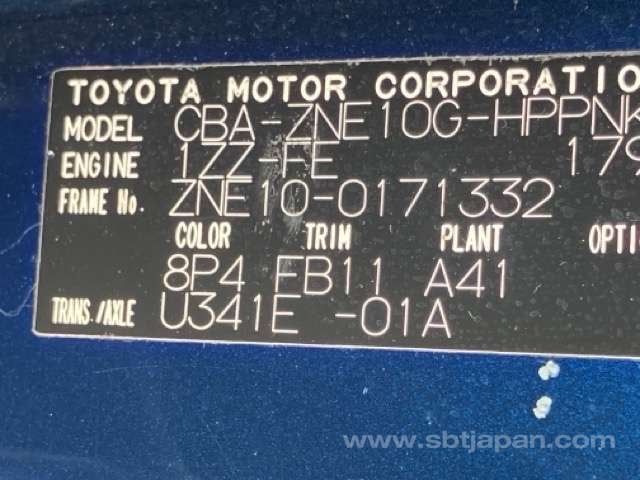 TOYOTA MOTOR CORPORATIO
MODEL CBA-ZNE10G-HPPNK
ENGINE 1ZZ-FE 179
FRAME No. ZNE10-0171332
COLOR TRIM PLANT OPTI
8P4 FB11 A41
TRANS./AXLE U341E -01A
www.sbtjapan.com